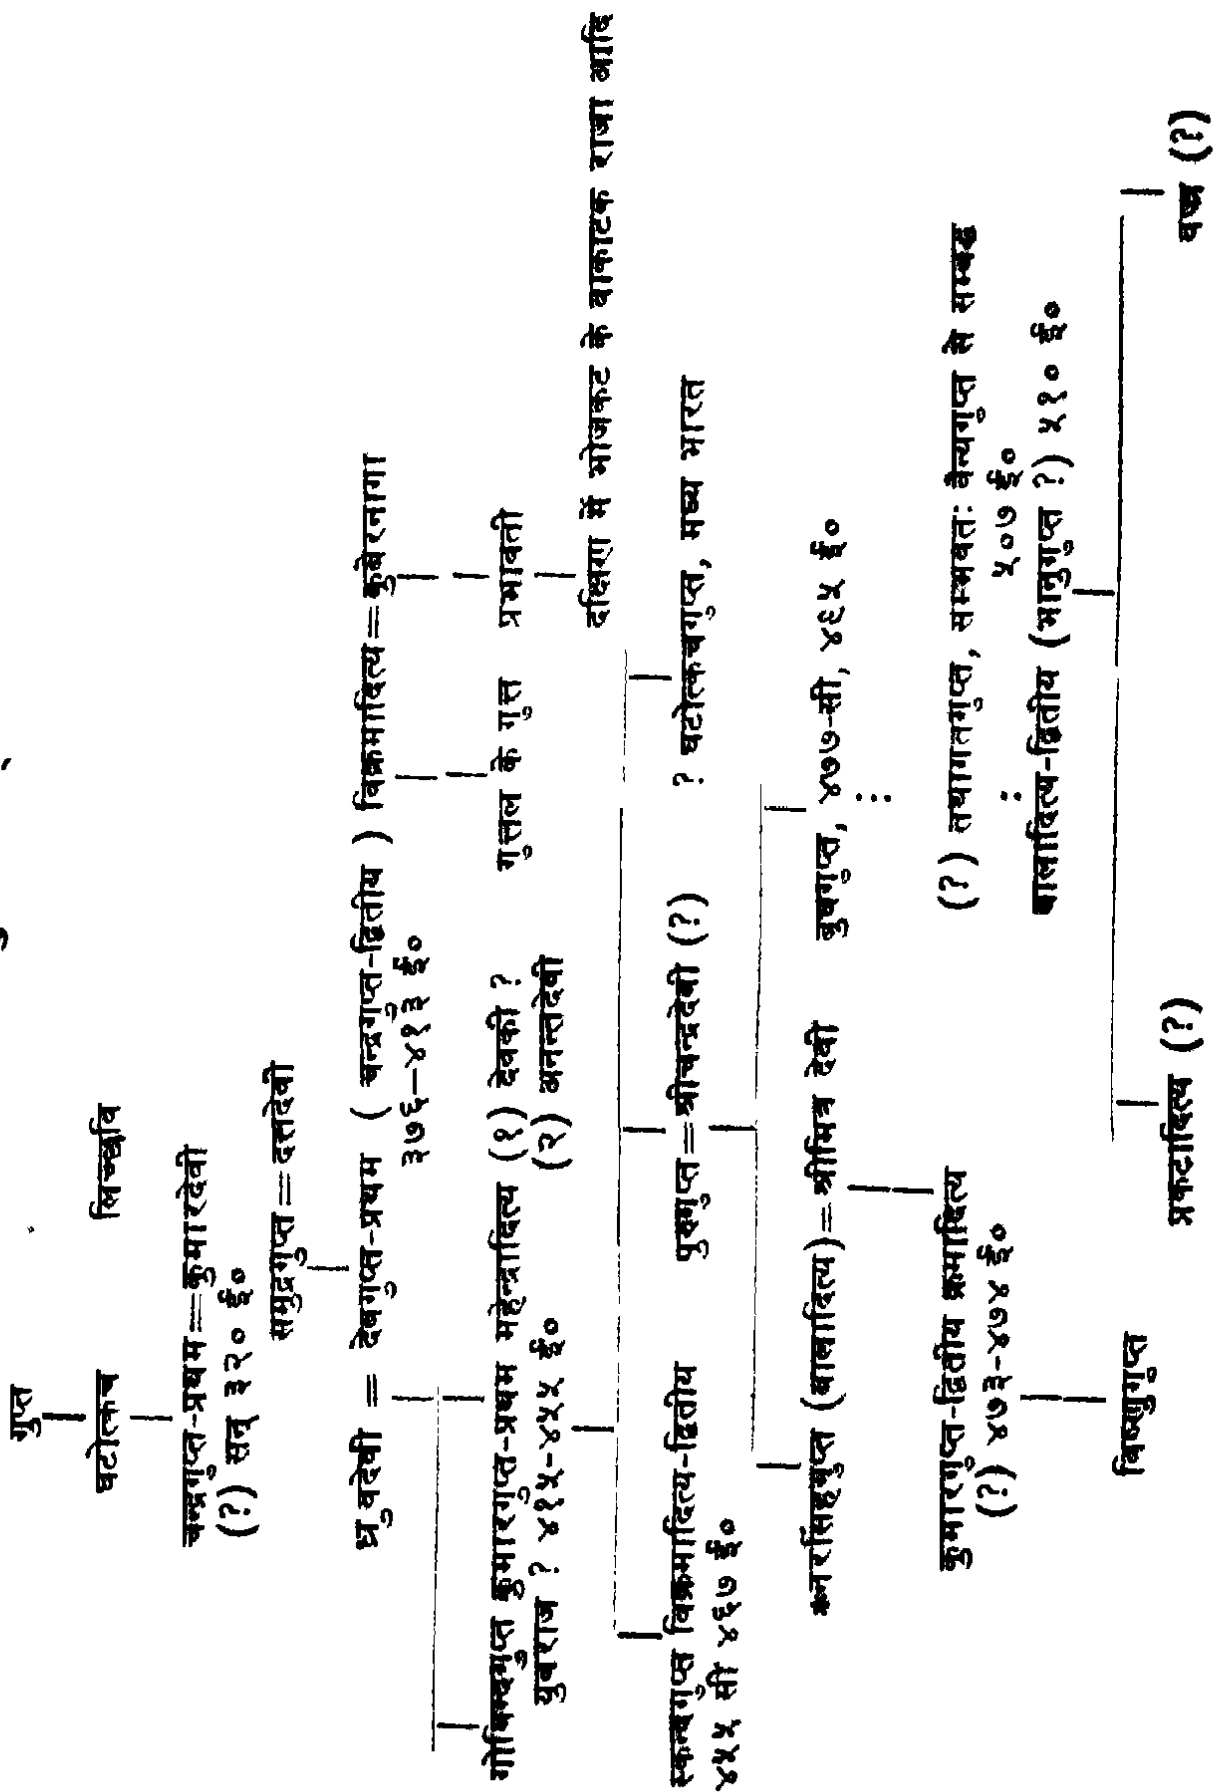 गुप्त
घटोत्कच लिच्छवि
चन्द्रगुप्त-प्रथम=कुमारदेवी
(?) सन् ३२० ई०
समुद्रगुप्त=दत्तदेवी
ध्रुवदेवी = देवगुप्त-प्रथम ( चन्द्रगुप्त-द्वितीय ) विक्रमादित्य=कुबेरनागा
३७६–४१३ ई०
गोविन्दगुप्त कुमारगुप्त-प्रथम महेन्द्रादित्य (१) देवकी ? गुत्तल के गुत्त प्रभावती
युवराज ? ४१५-४५५ ई० (२) अनन्तदेवी
दक्षिण में भोजकट के वाकाटक राजा आदि
स्कन्दगुप्त विक्रमादित्य-द्वितीय पुरुगुप्त=श्रीचन्द्रदेवी (?) ? घटोत्कचगुप्त, मध्य भारत
४५५ सी ४६७ ई०
नरसिंहगुप्त (बालादित्य)=श्रीमित्र देवी बुधगुप्त, ४७७-सी, ४९५ ई०
कुमारगुप्त-द्वितीय क्रमादित्य (?) तथागतगुप्त, सम्भवतः वैन्यगुप्त से सम्बद्ध
(?) ४७३-४७४ ई० ५०७ ई०
बालादित्य-द्वितीय (भानुगुप्त ?) ५१० ई०
विष्णुगुप्त प्रकटादित्य (?) वज्र (?)